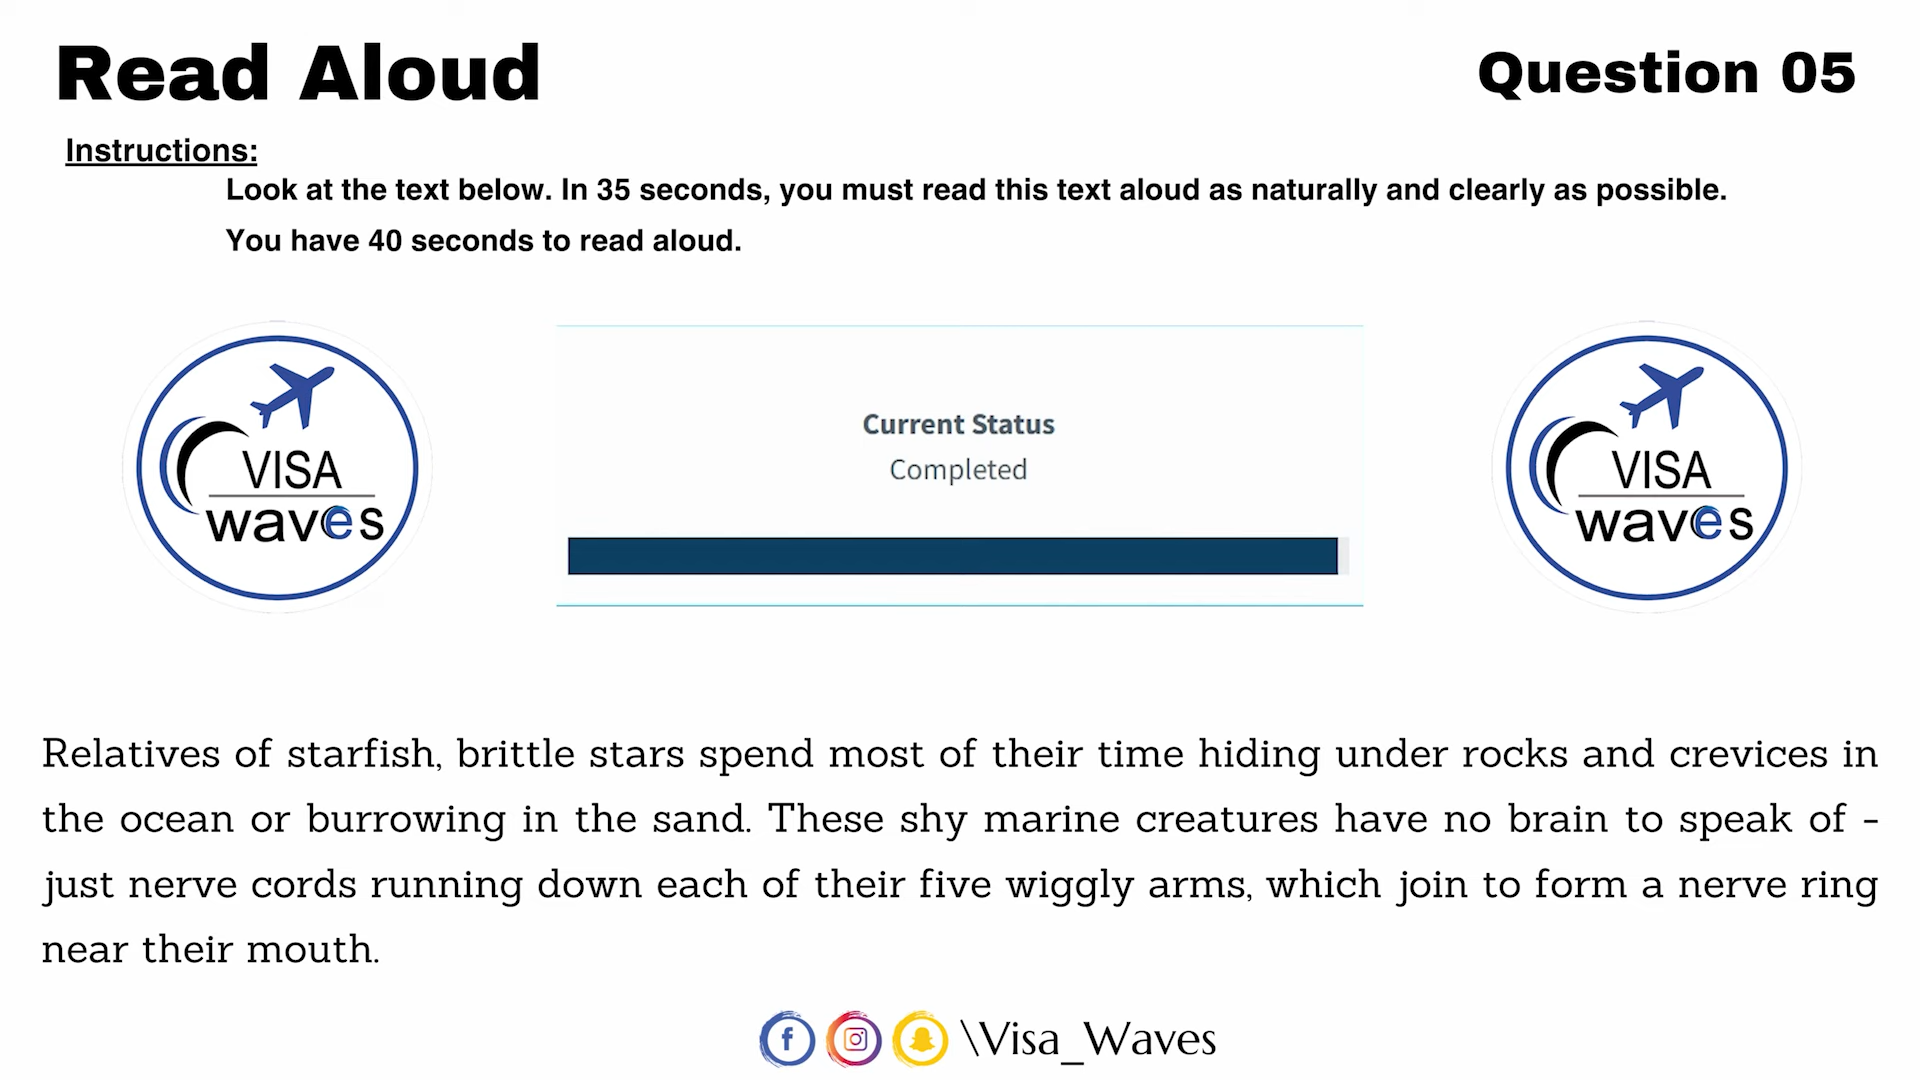 Read Aloud
Question 05
Instructions:
Look at the text below. In 35 seconds, you must read this text aloud as naturally and clearly as possible.
You have 40 seconds to read aloud.
VISA
waves
Current Status
Completed
VISA
waves
Relatives of starfish, brittle stars spend most of their time hiding under rocks and crevices in
the ocean or burrowing in the sand. These shy marine creatures have no brain to speak of -
just nerve cords running down each of their five wiggly arms, which join to form a nerve ring
near their mouth.
\Visa_Waves